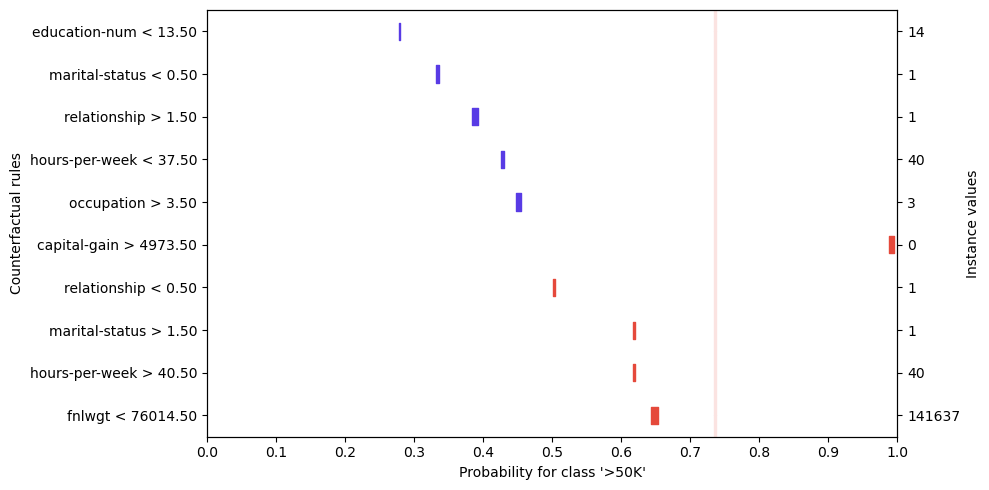 education-num < 13.50 14
marital-status < 0.50 1
relationship > 1.50 1
hours-per-week < 37.50 40
occupation > 3.50 3
capital-gain > 4973.50 0
relationship < 0.50 1
marital-status > 1.50 1
hours-per-week > 40.50 40
fnlwgt < 76014.50 141637
Counterfactual rules
Instance values
0.0 0.1 0.2 0.3 0.4 0.5 0.6 0.7 0.8 0.9 1.0
Probability for class '>50K'